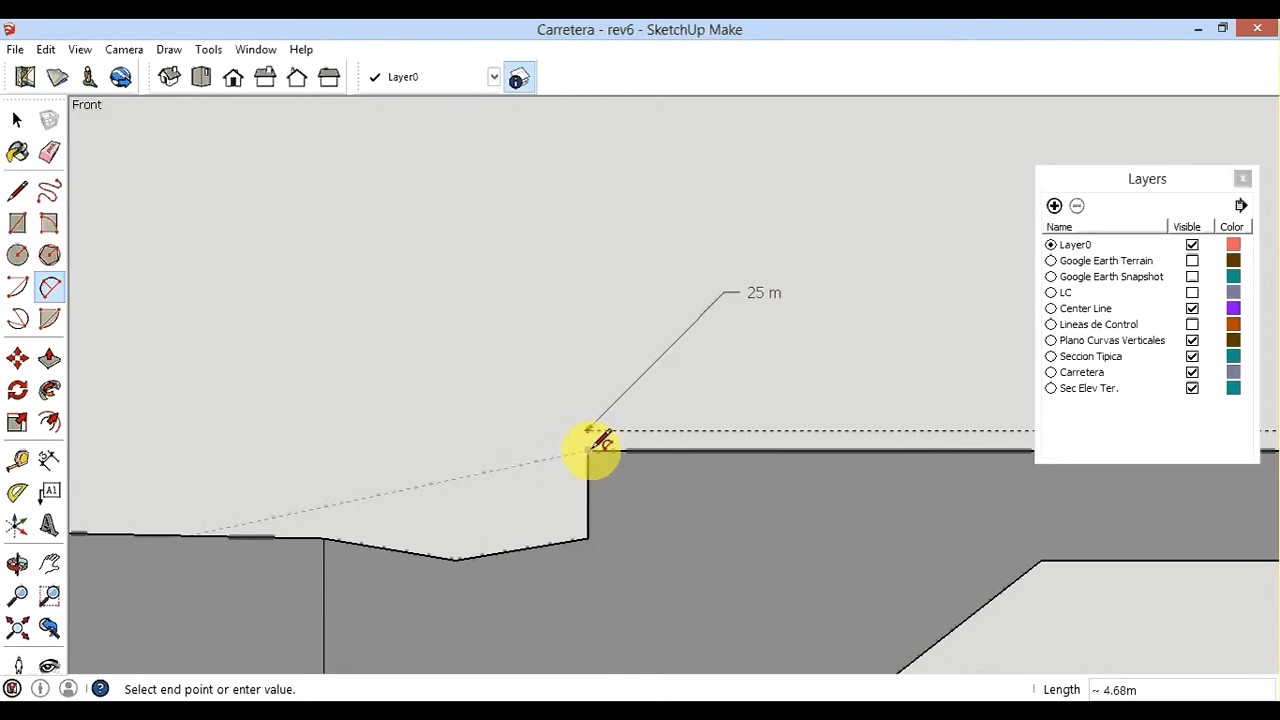 Carretera - rev6 - SketchUp Make
File Edit View Camera Draw Tools Window Help
Layer0
Front
Layers
Name Visible Color
Layer0
Google Earth Terrain
Google Earth Snapshot
LC
Center Line
Lineas de Control
Plano Curvas Verticales
Seccion Tipica
Carretera
Sec Elev Ter.
25 m
A1
Select end point or enter value.
Length ~ 4.68m